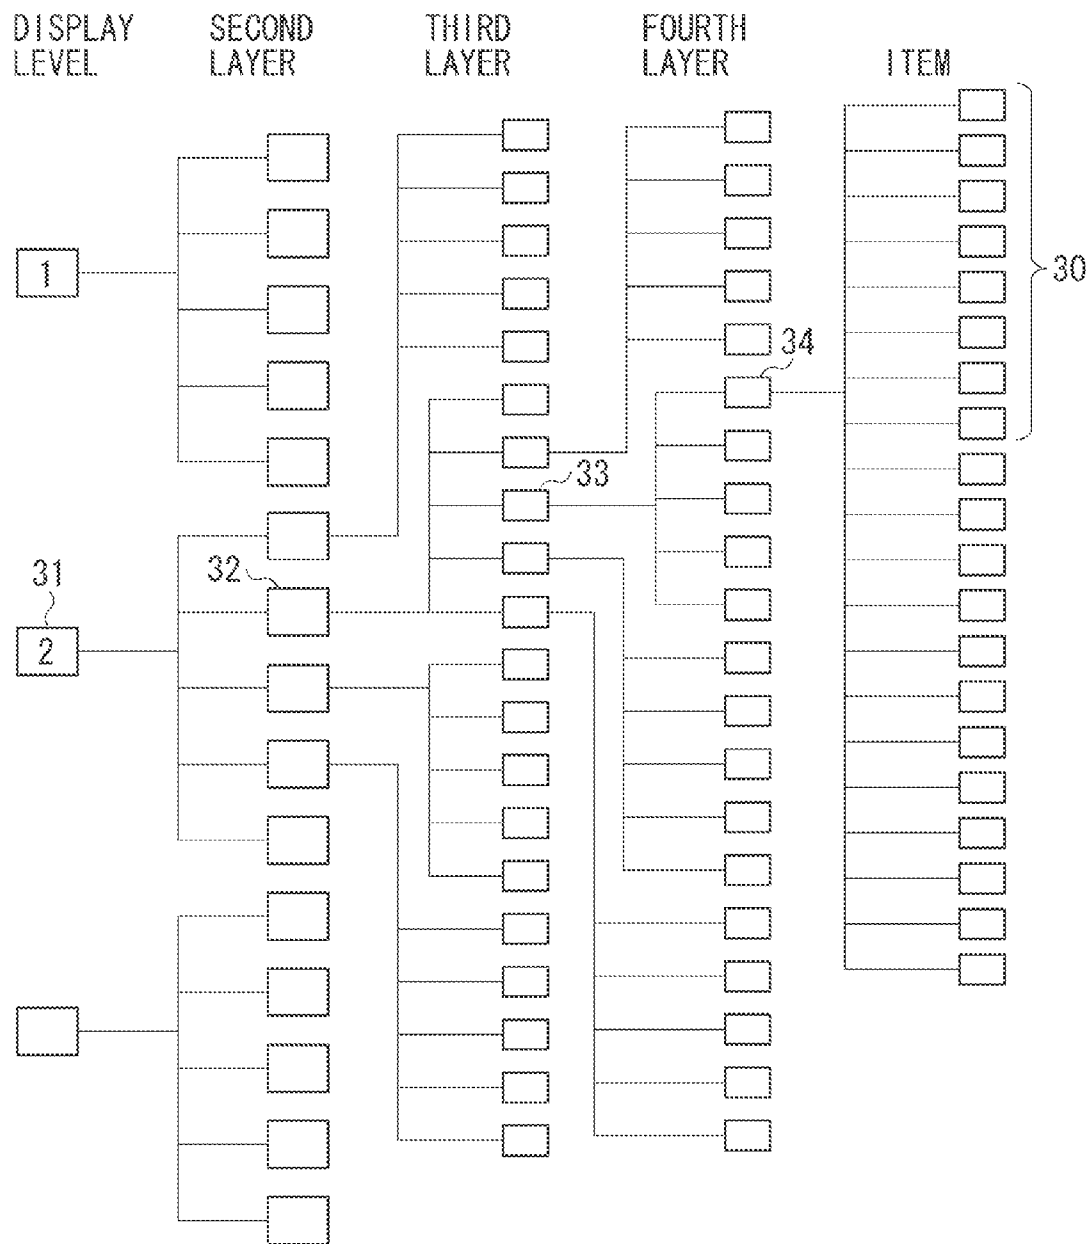 DISPLAY LEVEL
SECOND LAYER
THIRD LAYER
FOURTH LAYER
ITEM
1
30
34
33
32
31
2